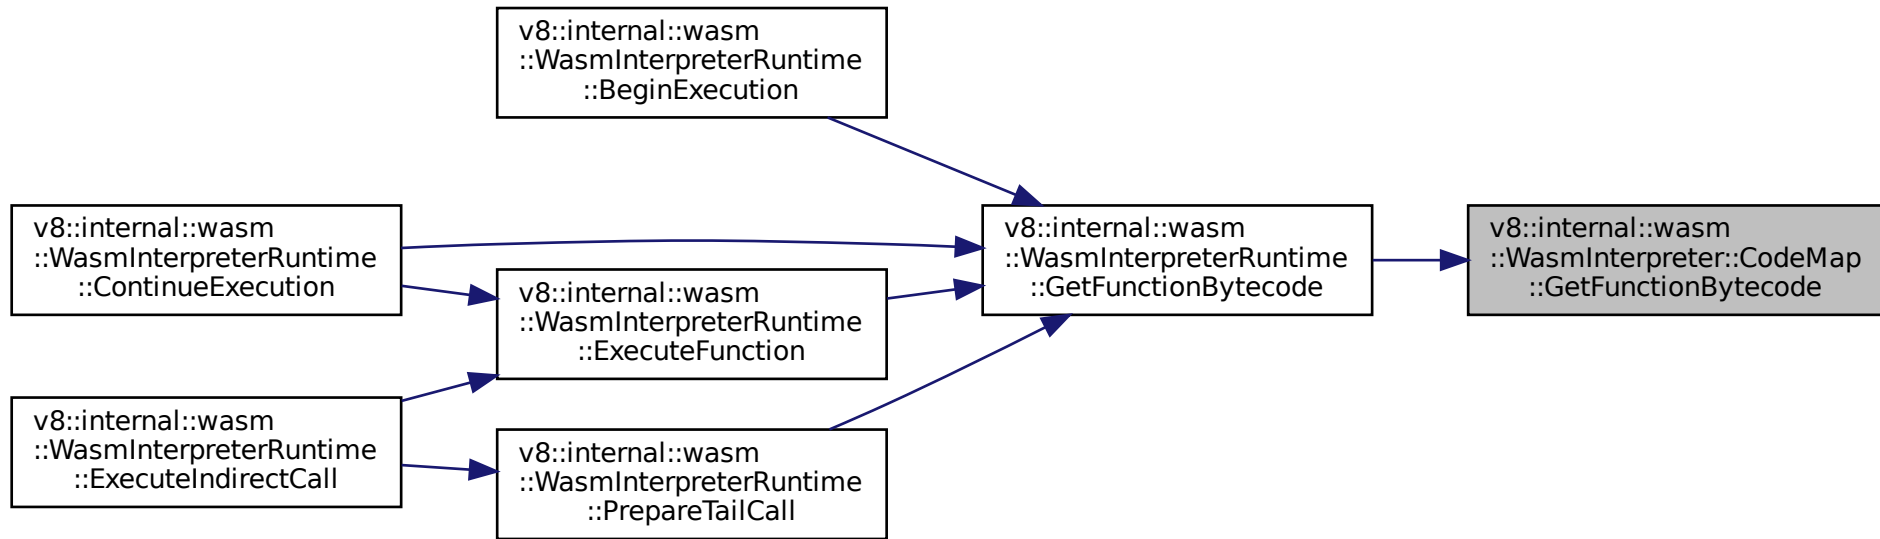 v8::internal::wasm
::WasmInterpreterRuntime
::BeginExecution
v8::internal::wasm
::WasmInterpreterRuntime
::ContinueExecution
v8::internal::wasm
::WasmInterpreterRuntime
::ExecuteFunction
v8::internal::wasm
::WasmInterpreterRuntime
::GetFunctionBytecode
v8::internal::wasm
::WasmInterpreter::CodeMap
::GetFunctionBytecode
v8::internal::wasm
::WasmInterpreterRuntime
::ExecuteIndirectCall
v8::internal::wasm
::WasmInterpreterRuntime
::PrepareTailCall